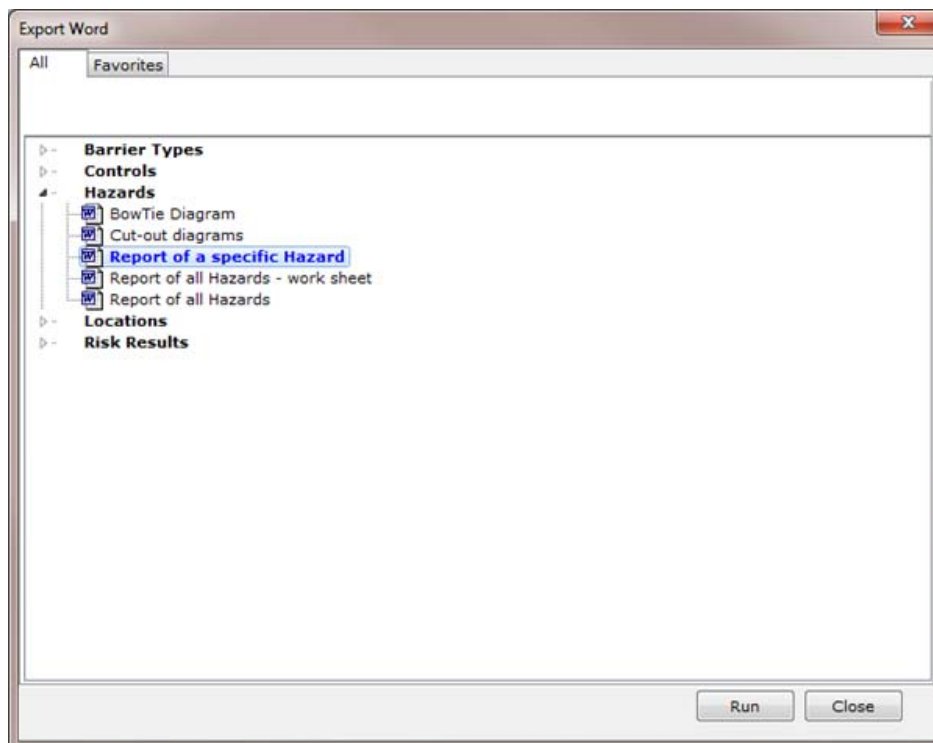 Export Word
All
Favorites
Barrier Types
Controls
Hazards
BowTie Diagram
Cut-out diagrams
Report of a specific Hazard
Report of all Hazards - work sheet
Report of all Hazards
Locations
Risk Results
Run
Close